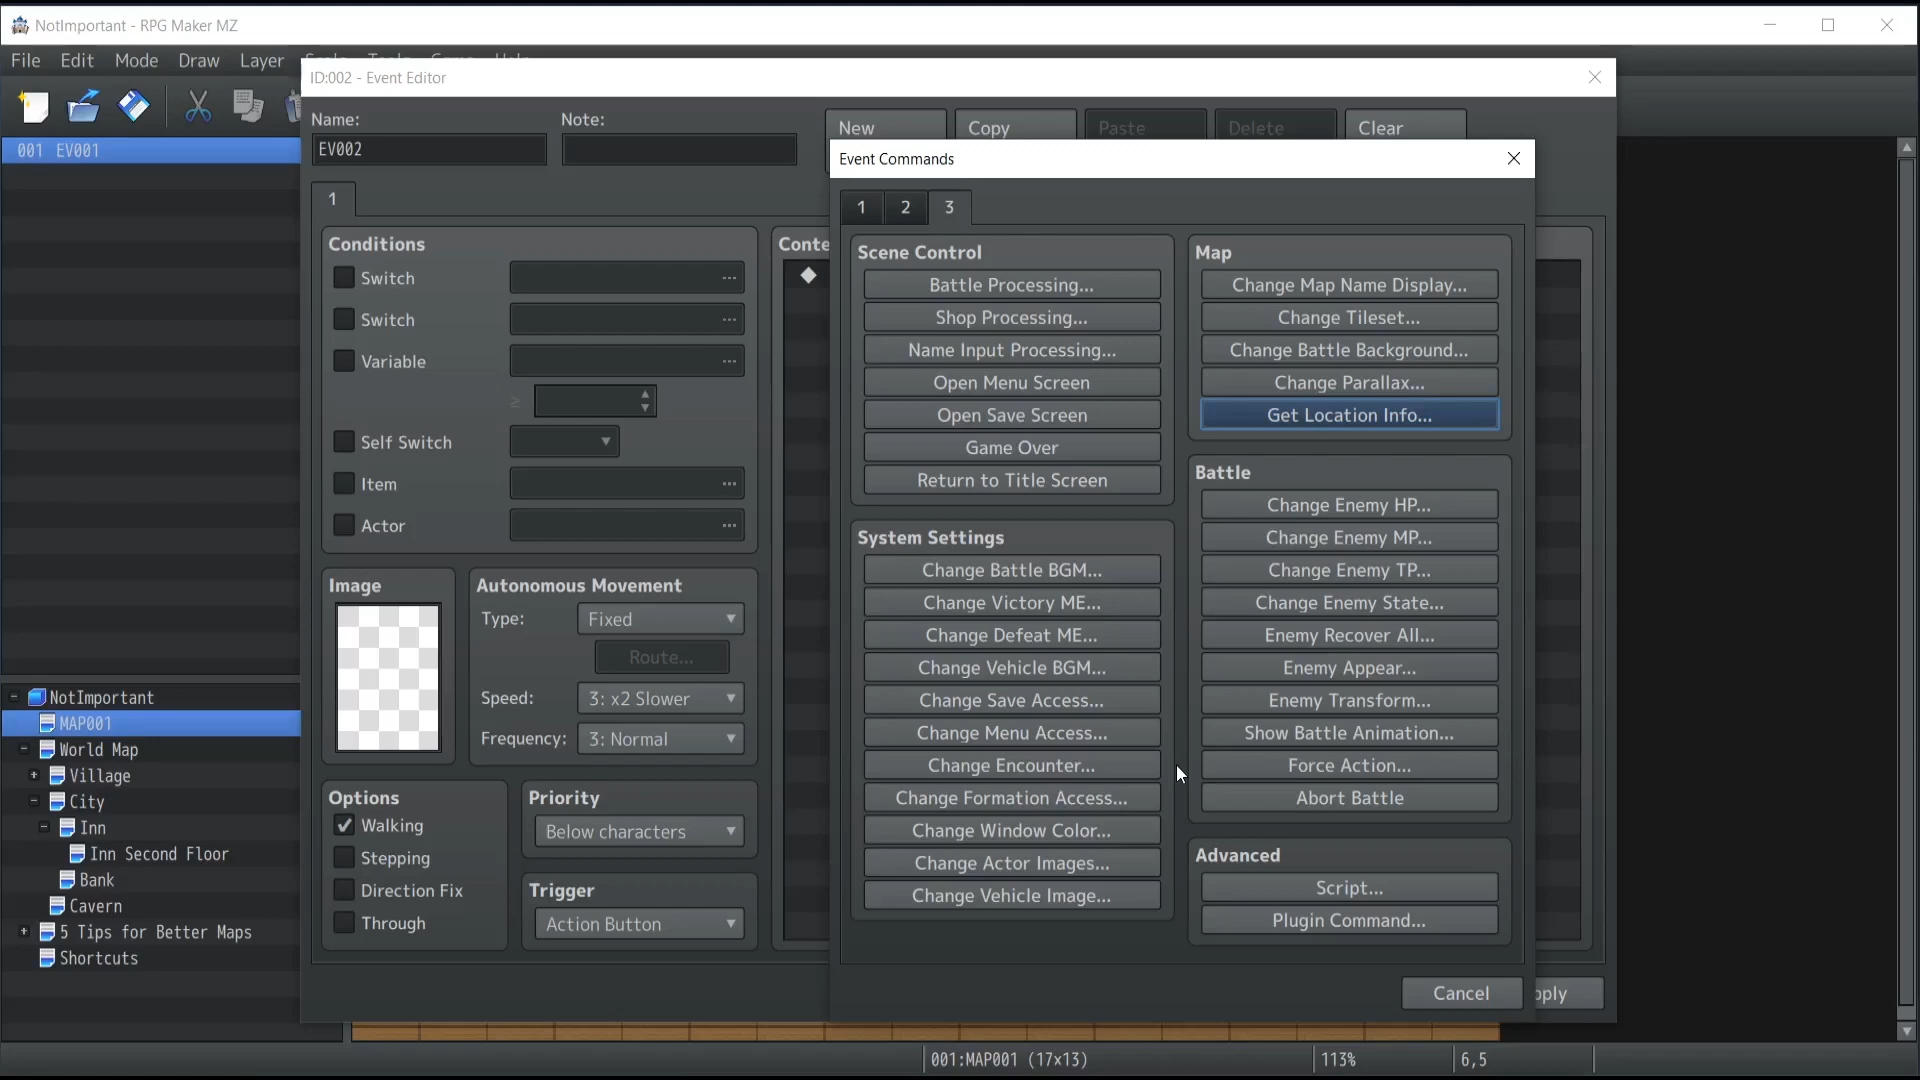 NotImportant - RPG Maker MZ
File Edit Mode Draw Layer
ID:002 - Event Editor
Name:
Note:
EV002
New
Copy
Paste
Delete
Clear
001 EV001
1
Conditions
Switch
Switch
Variable
≥
Self Switch
Item
Actor
Image
Autonomous Movement
Type: Fixed
Route...
Speed: 3: x2 Slower
Frequency: 3: Normal
Options
Walking
Stepping
Direction Fix
Through
Priority
Below characters
Trigger
Action Button
Conte
Event Commands
1 2 3
Scene Control
Battle Processing...
Shop Processing...
Name Input Processing...
Open Menu Screen
Open Save Screen
Game Over
Return to Title Screen
System Settings
Change Battle BGM...
Change Victory ME...
Change Defeat ME...
Change Vehicle BGM...
Change Save Access...
Change Menu Access...
Change Encounter...
Change Formation Access...
Change Window Color...
Change Actor Images...
Change Vehicle Image...
Map
Change Map Name Display...
Change Tileset...
Change Battle Background...
Change Parallax...
Get Location Info...
Battle
Change Enemy HP...
Change Enemy MP...
Change Enemy TP...
Change Enemy State...
Enemy Recover All...
Enemy Appear...
Enemy Transform...
Show Battle Animation...
Force Action...
Abort Battle
Advanced
Script...
Plugin Command...
Cancel
pply
NotImportant
MAP001
World Map
Village
City
Inn
Inn Second Floor
Bank
Cavern
5 Tips for Better Maps
Shortcuts
001:MAP001 (17x13)
113%
6,5